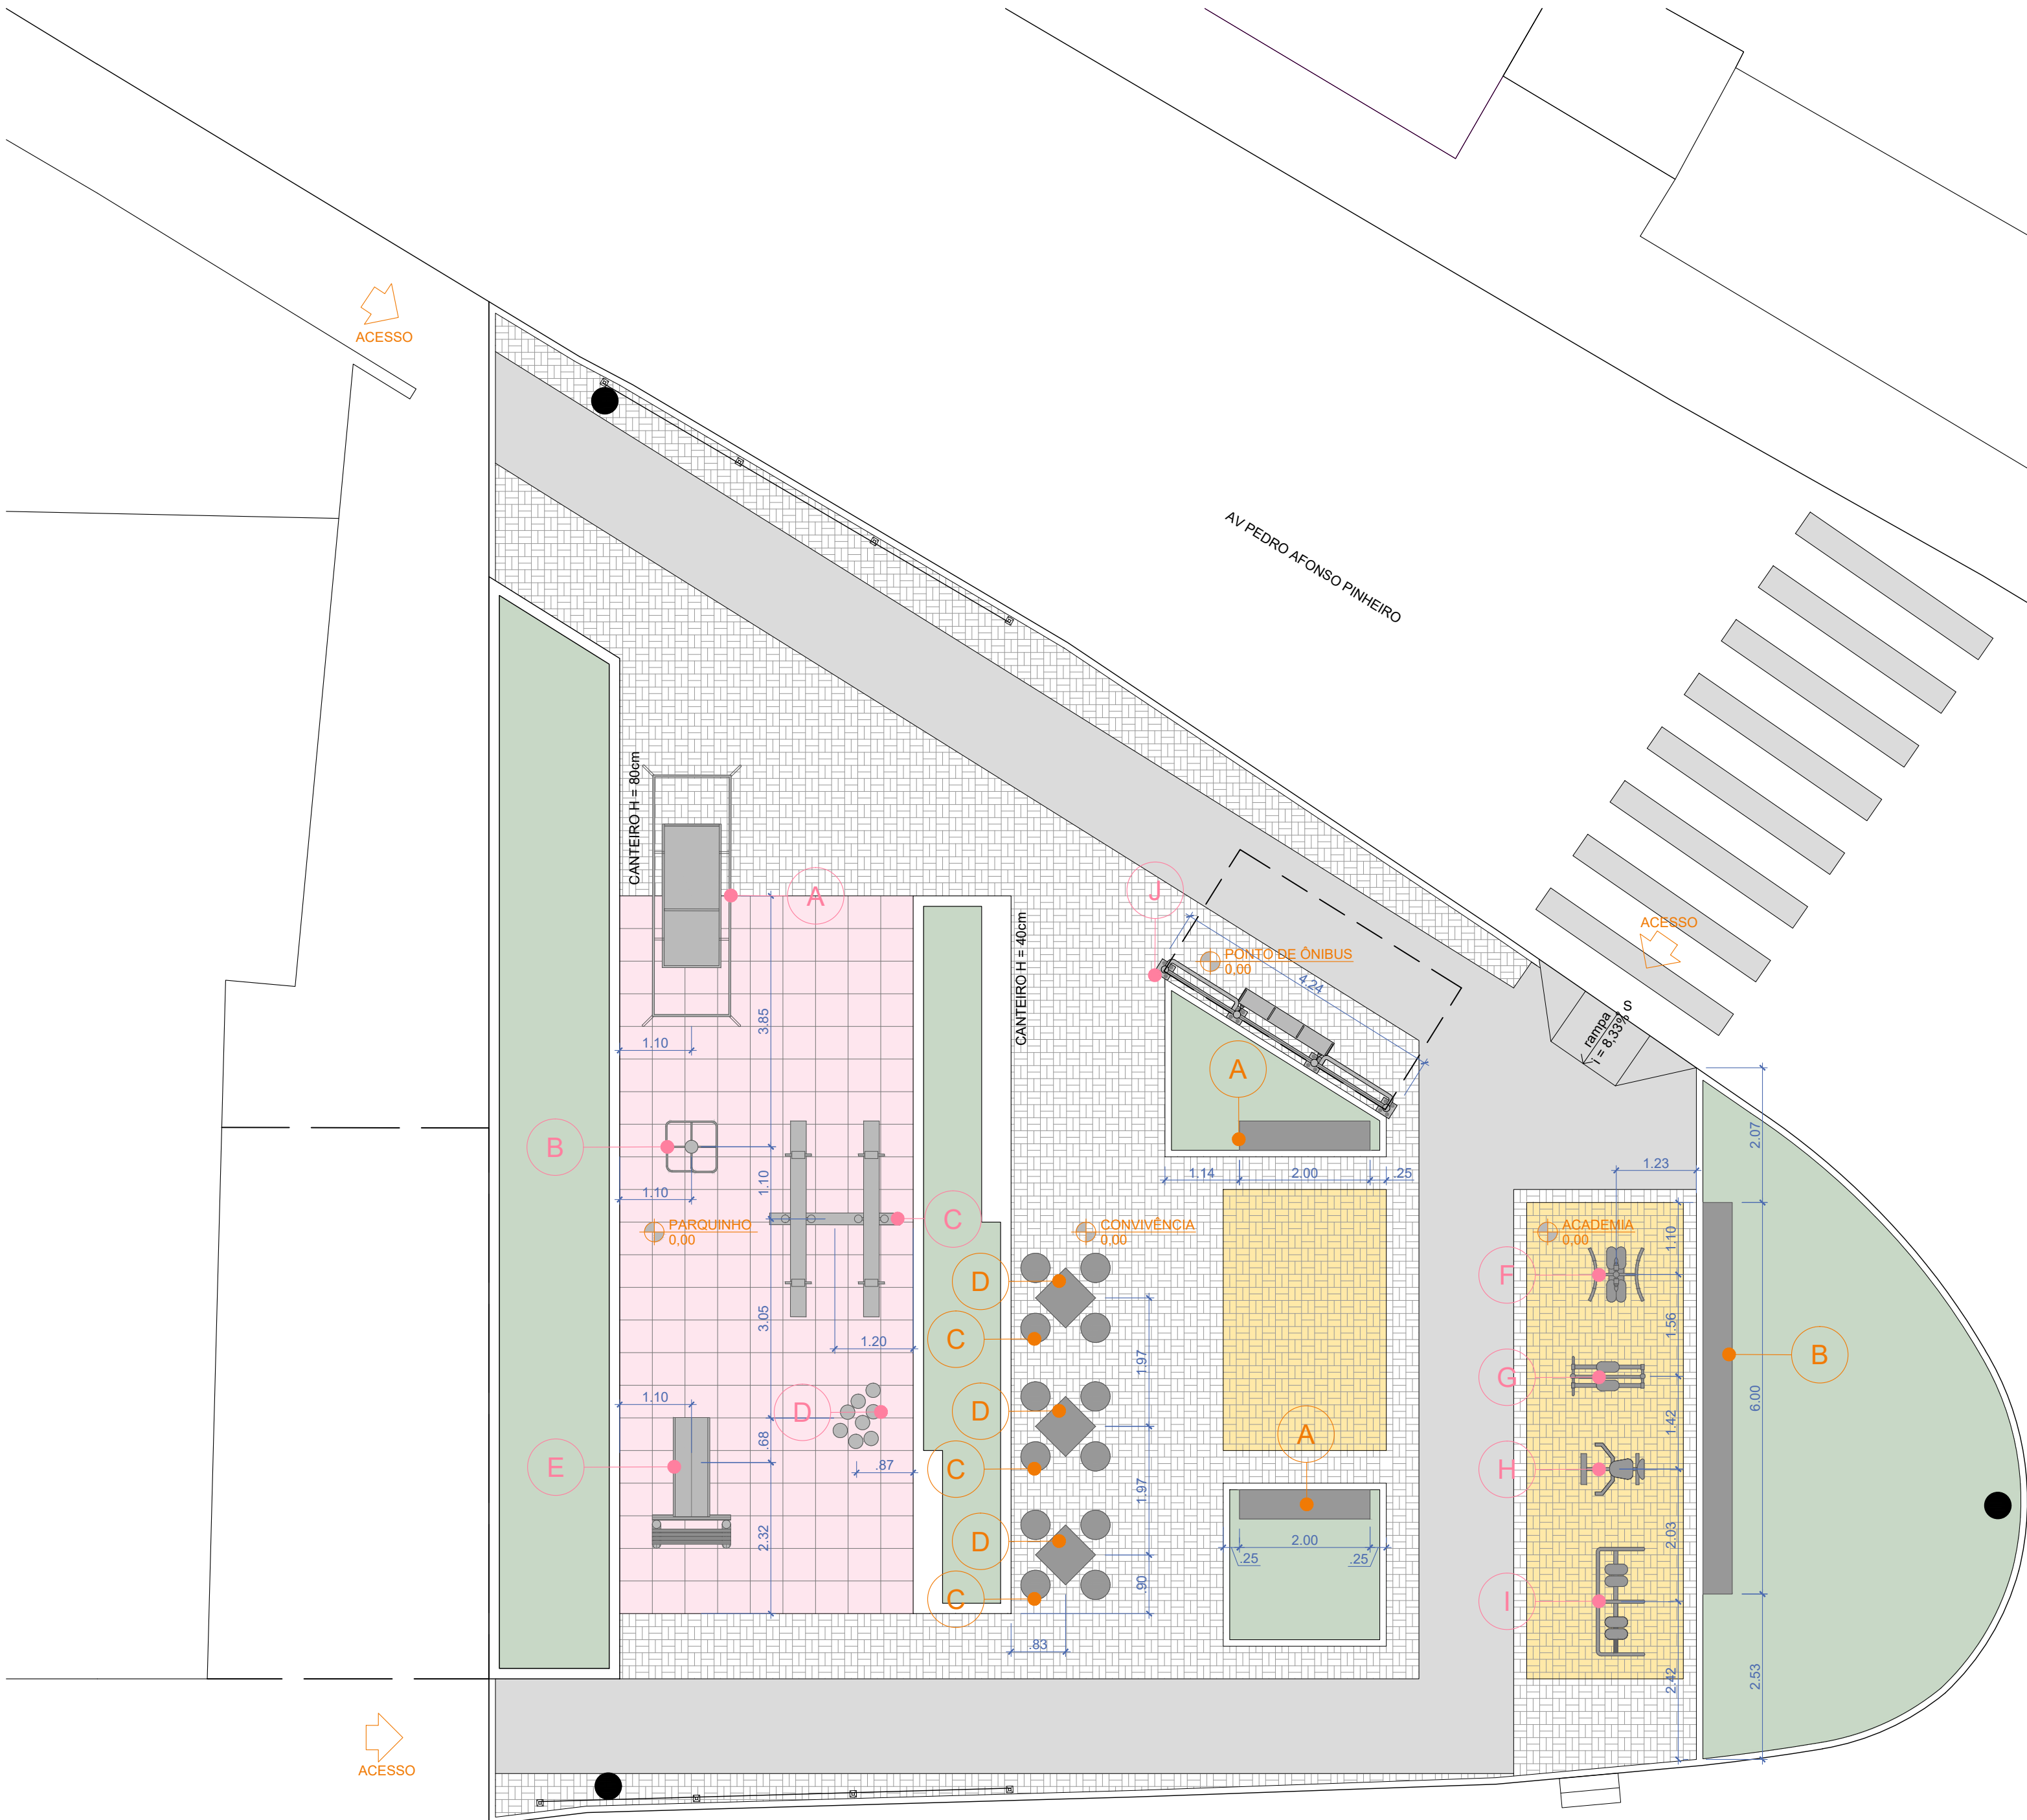 ACESSO
AV PEDRO AFONSO PINHEIRO
CANTEIRO H = 80cm
A
J
CANTEIRO H = 40cm
ACESSO
PONTO DE ÔNIBUS
0,00
4.24
S
rampa
i = 8,33%
3.85
1.10
A
B
1.10
1.10
1.14
2.00
.25
2.07
1.23
C
PARQUINHO
0,00
CONVIVÊNCIA
0,00
ACADEMIA
0,00
1.10
D
F
3.05
1.20
C
1.97
1.56
B
G
6.00
1.10
D
D
A
.68
1.42
E
.87
C
H
1.97
2.32
D
2.00
.25
.25
2.03
C
.90
I
.83
2.42
2.53
ACESSO